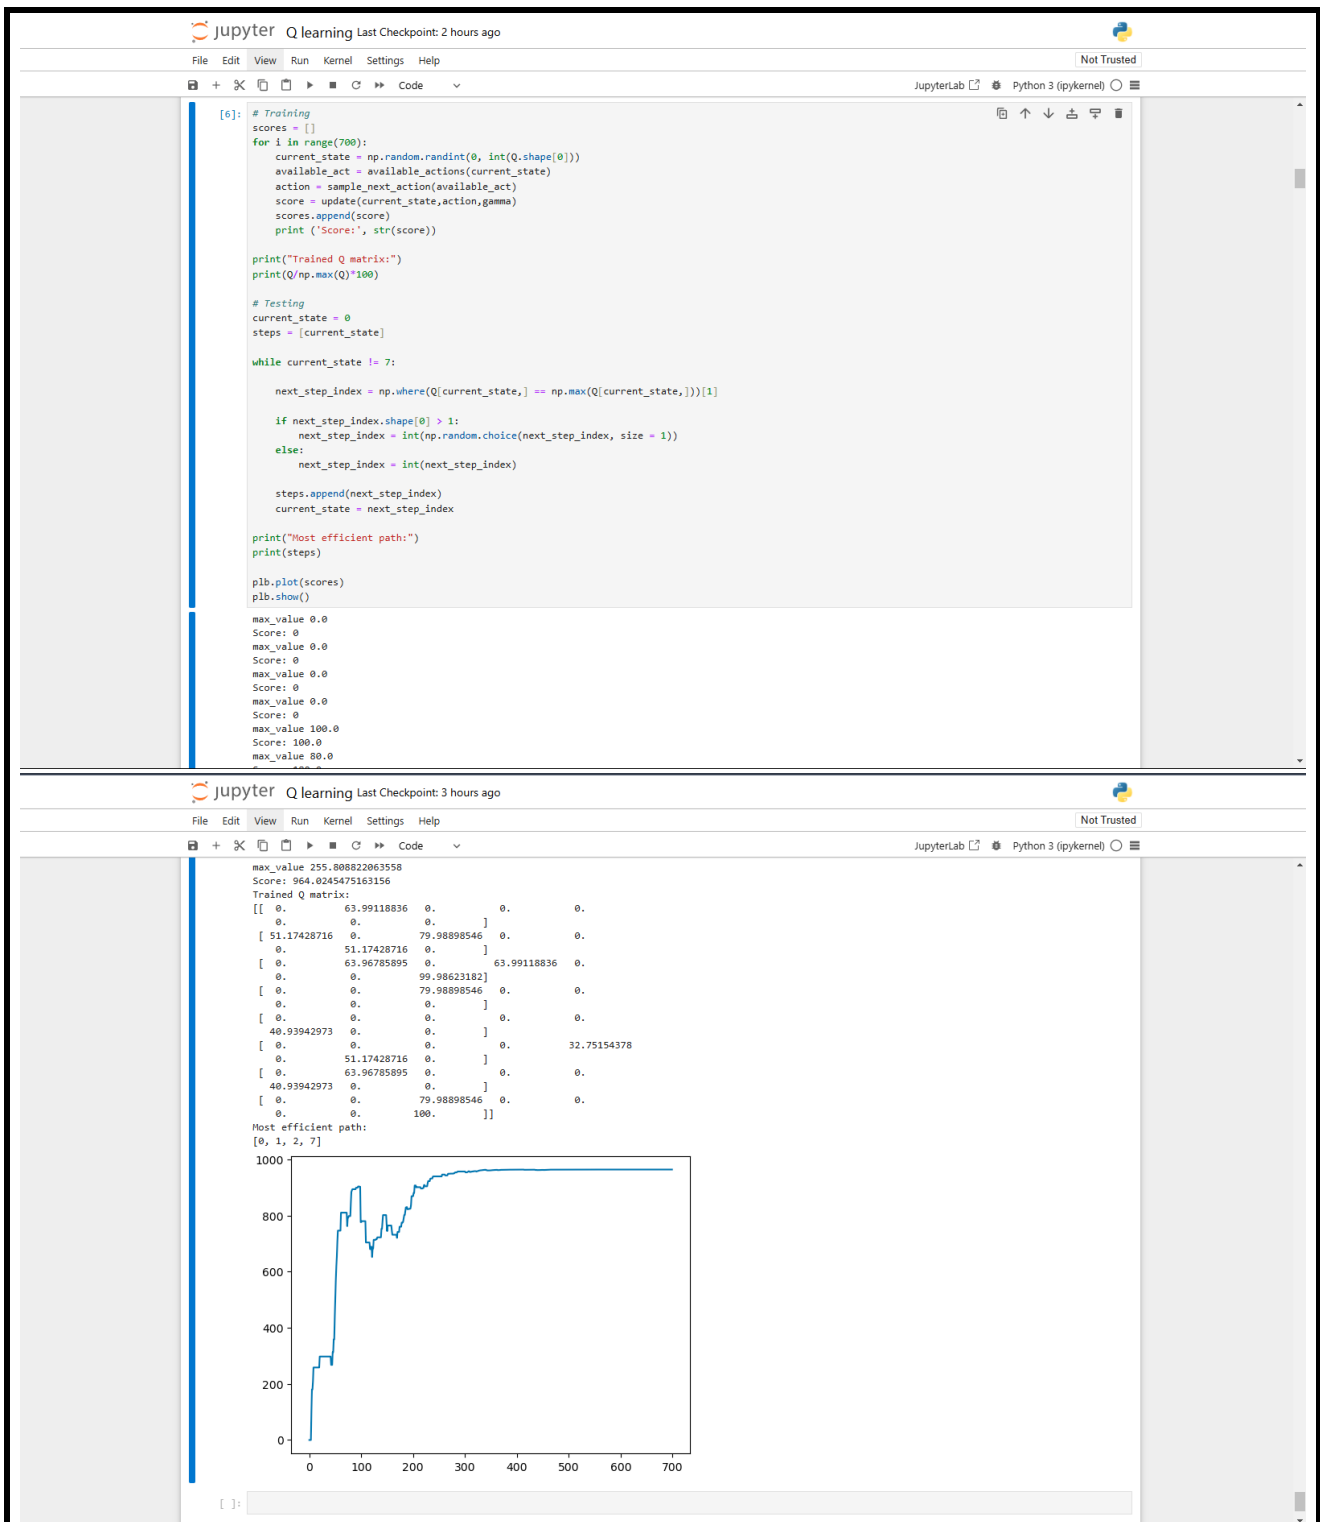 jupyter Q learning Last Checkpoint: 2 hours ago
File Edit View Run Kernel Settings Help Not Trusted
Code JupyterLab Python 3 (ipykernel)
[6]: # Training
scores = []
for i in range(700):
    current_state = np.random.randint(0, int(Q.shape[0]))
    available_act = available_actions(current_state)
    action = sample_next_action(available_act)
    score = update(current_state,action,gamma)
    scores.append(score)
    print ('Score:', str(score))
print("Trained Q matrix:")
print(Q/np.max(Q)*100)
# Testing
current_state = 0
steps = [current_state]
while current_state != 7:
    next_step_index = np.where(Q[current_state,] == np.max(Q[current_state,]))[1]
    if next_step_index.shape[0] > 1:
        next_step_index = int(np.random.choice(next_step_index, size = 1))
    else:
        next_step_index = int(next_step_index)
    steps.append(next_step_index)
    current_state = next_step_index
print("Most efficient path:")
print(steps)
plb.plot(scores)
plb.show()
max_value 0.0
Score: 0
max_value 0.0
Score: 0
max_value 0.0
Score: 0
max_value 0.0
Score: 0
max_value 100.0
Score: 100.0
max_value 80.0
jupyter Q learning Last Checkpoint: 3 hours ago
File Edit View Run Kernel Settings Help Not Trusted
Code JupyterLab Python 3 (ipykernel)
max_value 255.808822063558
Score: 964.0245475163156
Trained Q matrix:
[[ 0. 63.99118836 0. 0. 0.
0. 0. 0. ]
[ 51.17428716 0. 79.98898546 0. 0.
0. 51.17428716 0. ]
[ 0. 63.96785895 0. 63.99118836 0.
0. 0. 99.98623182]
[ 0. 0. 79.98898546 0. 0.
0. 0. 0. ]
[ 0. 0. 0. 0. 0.
40.93942973 0. 0. ]
[ 0. 0. 0. 0. 32.75154378
0. 51.17428716 0. ]
[ 0. 63.96785895 0. 0. 0.
40.93942973 0. 0. ]
[ 0. 0. 79.98898546 0. 0.
0. 0. 100. ]]
Most efficient path:
[0, 1, 2, 7]
1000
800
600
400
200
0
0 100 200 300 400 500 600 700
[ ]: